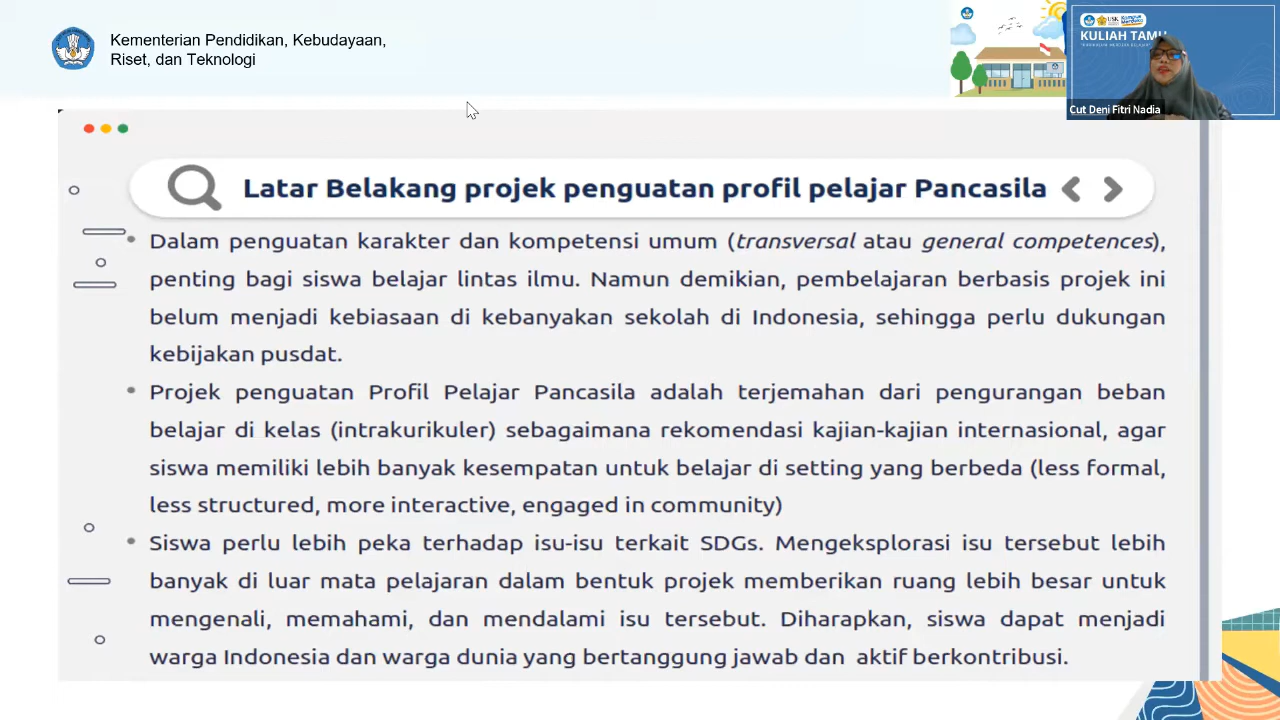 Kementerian Pendidikan, Kebudayaan,
Riset, dan Teknologi
USK
KULIAH TAMU
Cut Deni Fitri Nadia
Latar Belakang projek penguatan profil pelajar Pancasila
• Dalam penguatan karakter dan kompetensi umum (transversal atau general competences),
penting bagi siswa belajar lintas ilmu. Namun demikian, pembelajaran berbasis projek ini
belum menjadi kebiasaan di kebanyakan sekolah di Indonesia, sehingga perlu dukungan
kebijakan pusdat.
• Projek penguatan Profil Pelajar Pancasila adalah terjemahan dari pengurangan beban
belajar di kelas (intrakurikuler) sebagaimana rekomendasi kajian-kajian internasional, agar
siswa memiliki lebih banyak kesempatan untuk belajar di setting yang berbeda (less formal,
less structured, more interactive, engaged in community)
• Siswa perlu lebih peka terhadap isu-isu terkait SDGs. Mengeksplorasi isu tersebut lebih
banyak di luar mata pelajaran dalam bentuk projek memberikan ruang lebih besar untuk
mengenali, memahami, dan mendalami isu tersebut. Diharapkan, siswa dapat menjadi
warga Indonesia dan warga dunia yang bertanggung jawab dan aktif berkontribusi.